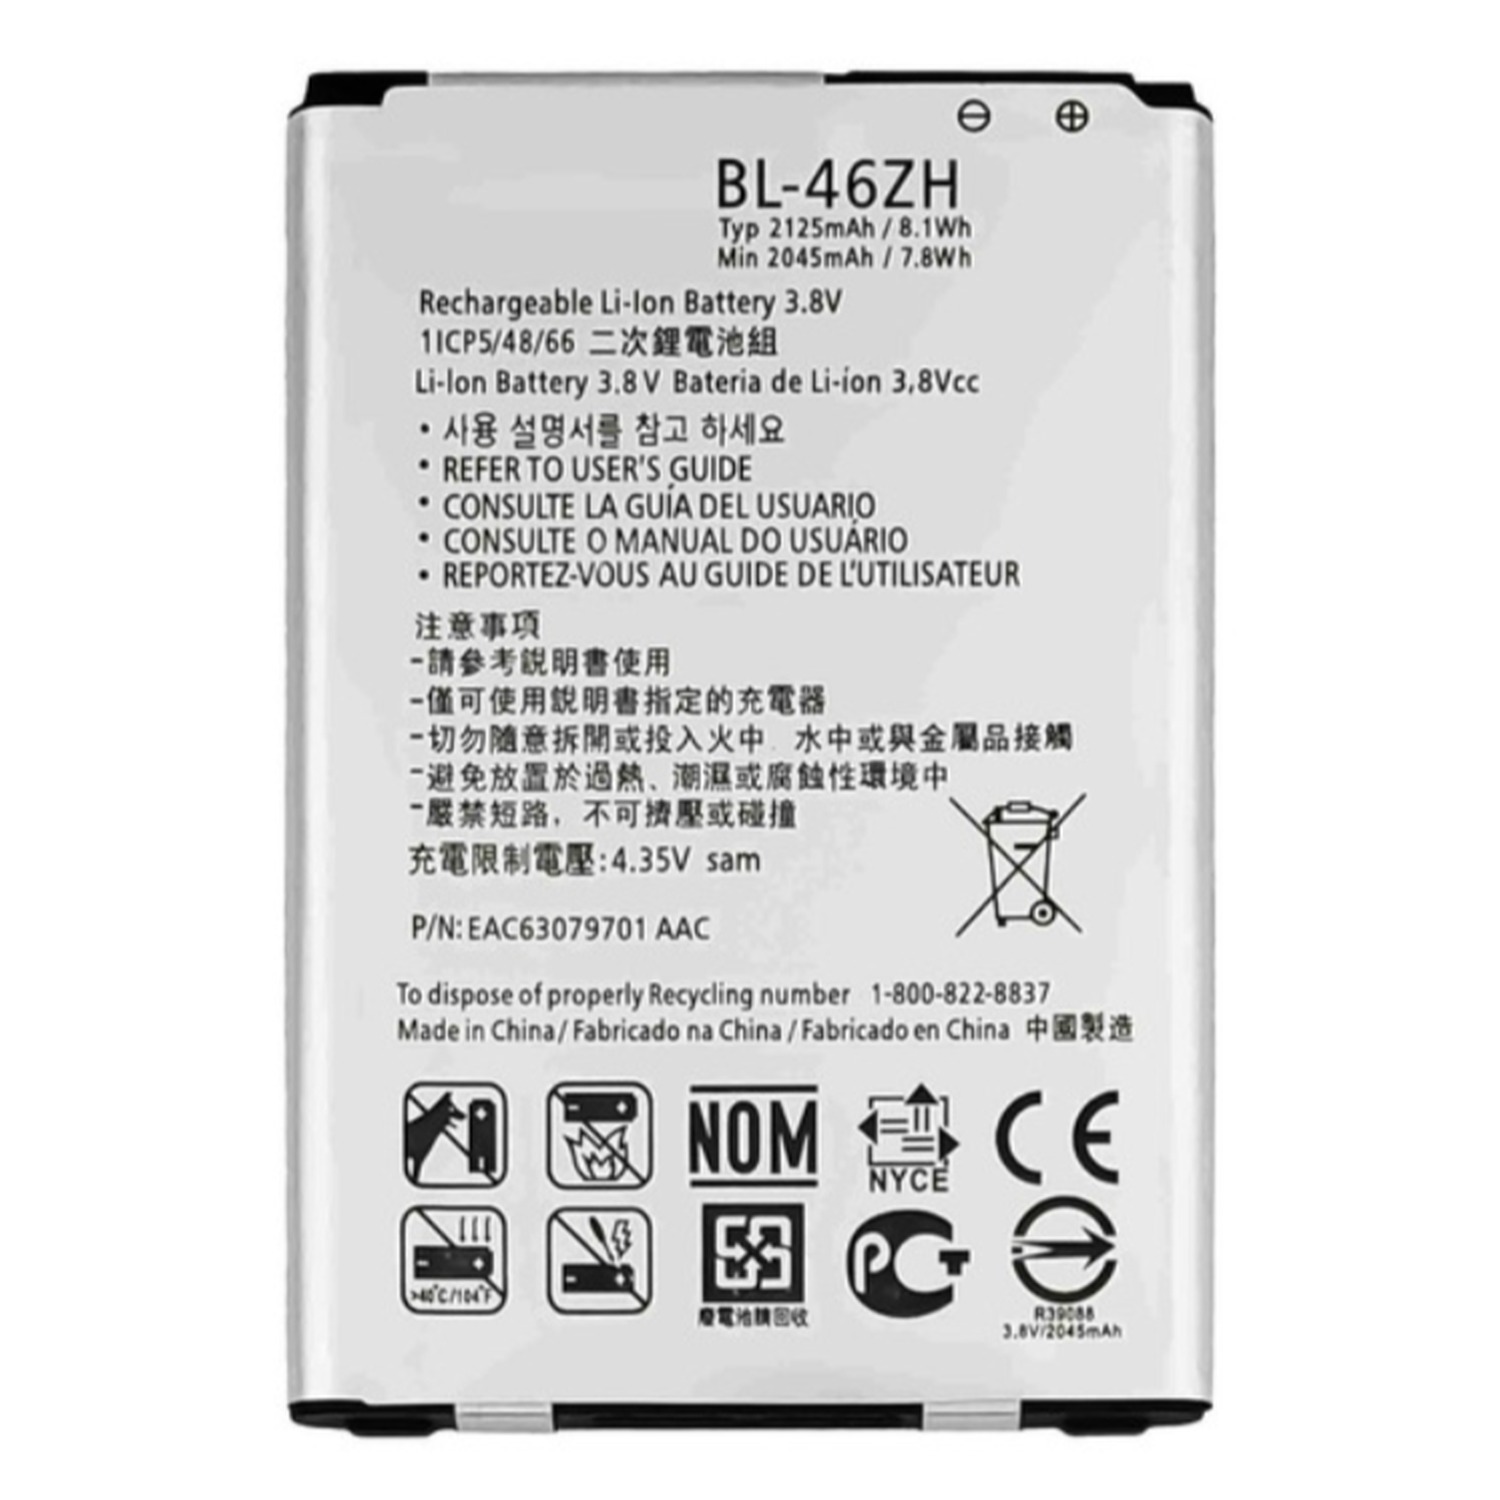 BL-46ZH
Typ 2125mAh / 8.1Wh
Min 2045mAh / 7.8Wh
Rechargeable Li-Ion Battery 3.8V
1ICP5/48/66 二次鋰電池組
Li-Ion Battery 3.8 V Bateria de Li-íon 3,8Vcc
• 사용 설명서를 참고 하세요
• REFER TO USER'S GUIDE
• CONSULTE LA GUÍA DEL USUARIO
• CONSULTE O MANUAL DO USUÁRIO
• REPORTEZ-VOUS AU GUIDE DE L'UTILISATEUR
注意事項
-請參考說明書使用
-僅可使用說明書指定的充電器
-切勿隨意拆開或投入火中﹑水中或與金屬品接觸
-避免放置於過熱、潮濕或腐蝕性環境中
-嚴禁短路，不可擠壓或碰撞
充電限制電壓:4.35V sam
P/N: EAC63079701 AAC
To dispose of properly Recycling number 1-800-822-8837
Made in China / Fabricado na China / Fabricado en China 中國製造
NOM
NYCE
CE
>40°C/104°F
廢電池請回收
PCT
R39088
3.8V/2045mAh